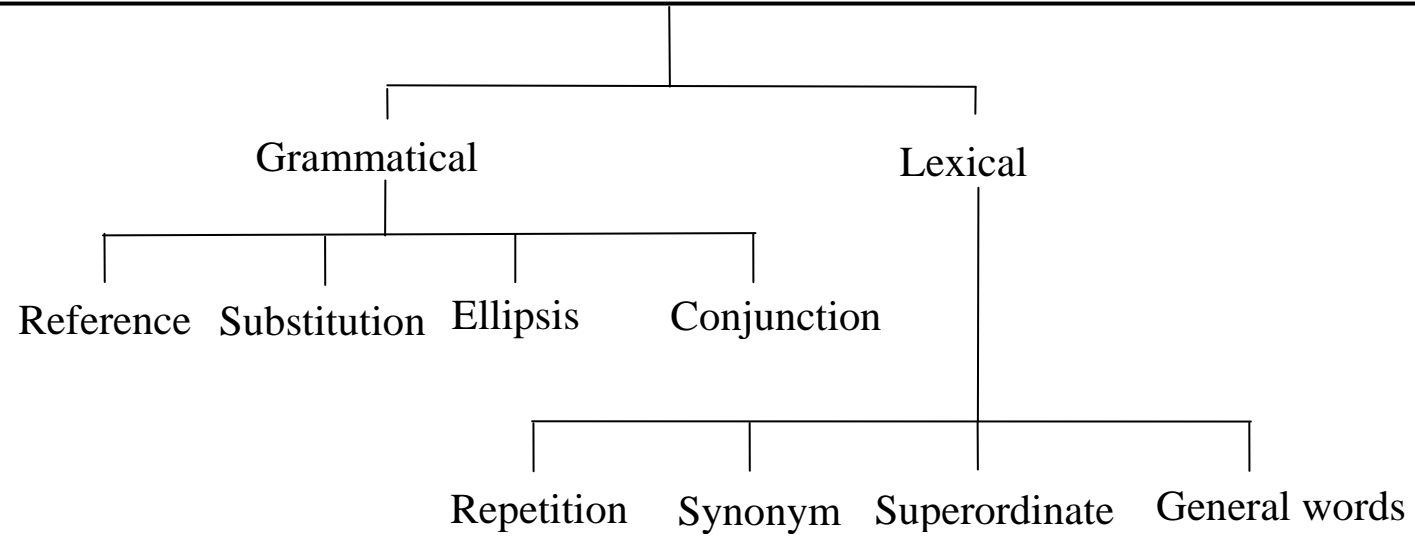 Grammatical Lexical
Reference Substitution Ellipsis Conjunction
Repetition Synonym Superordinate General words